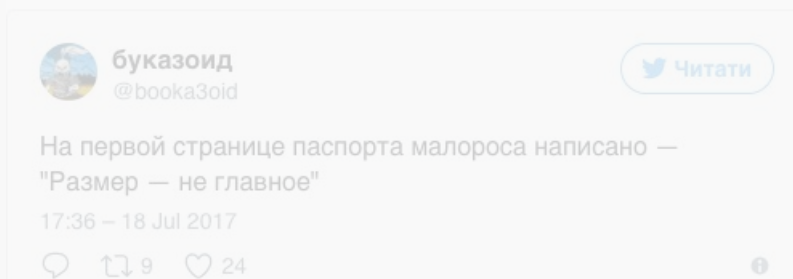 буказоид
@booka3oid
Читати
На первой странице паспорта малороса написано —
"Размер — не главное"
17:36 – 18 Jul 2017
9 24